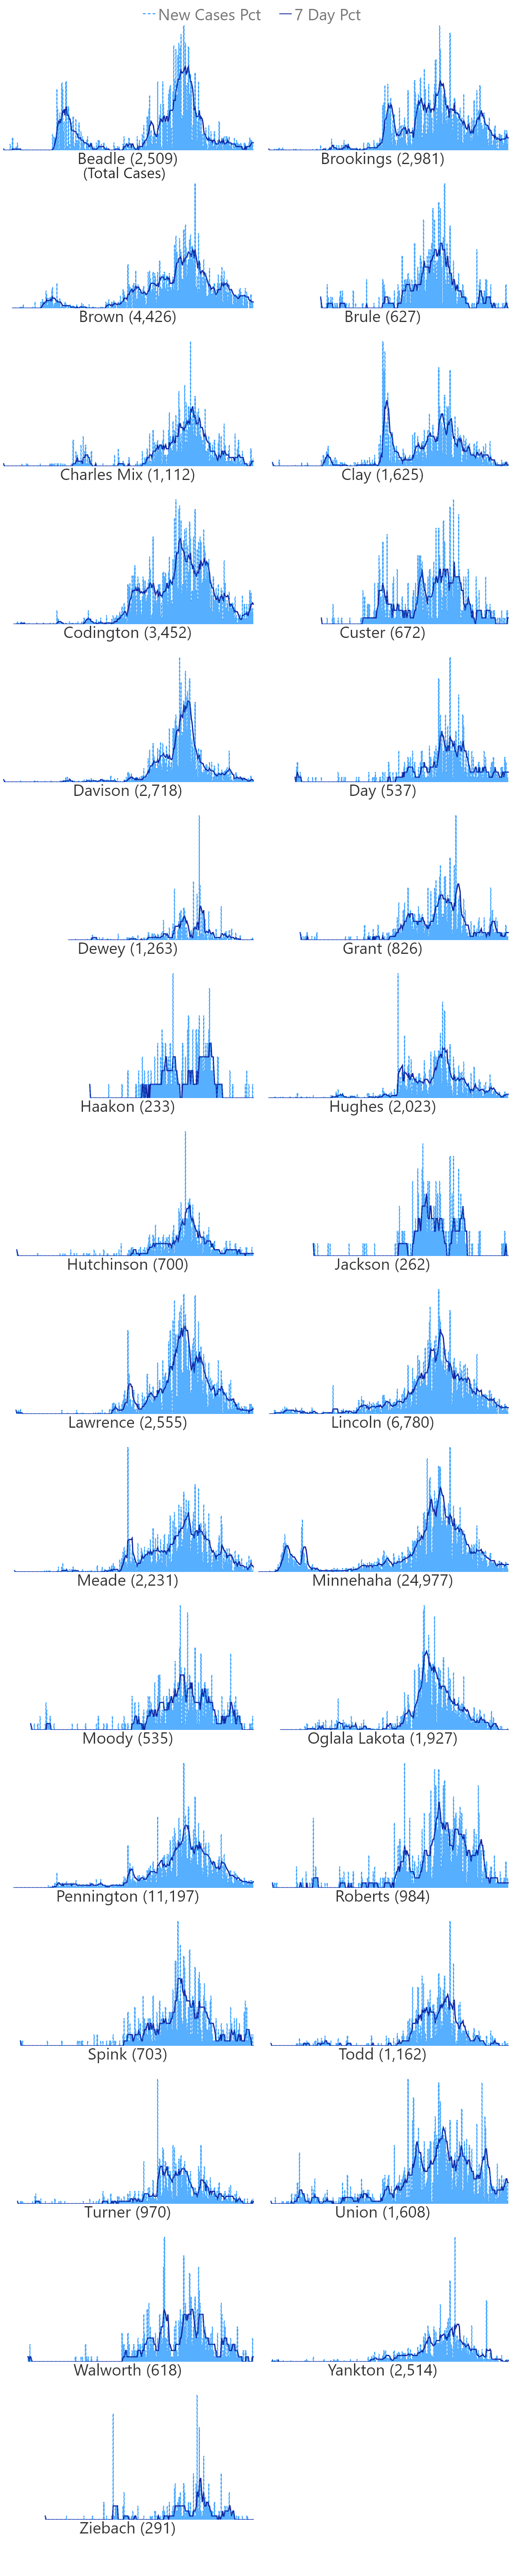 New Cases Pct 7 Day Pct
Beadle (2,509) Brookings (2,981)
(Total Cases)
Brown (4,426) Brule (627)
Charles Mix (1,112) Clay (1,625)
Codington (3,452) Custer (672)
Davison (2,718) Day (537)
Dewey (1,263) Grant (826)
Haakon (233) Hughes (2,023)
Hutchinson (700) Jackson (262)
Lawrence (2,555) Lincoln (6,780)
Meade (2,231) Minnehaha (24,977)
Moody (535) Oglala Lakota (1,927)
Pennington (11,197) Roberts (984)
Spink (703) Todd (1,162)
Turner (970) Union (1,608)
Walworth (618) Yankton (2,514)
Ziebach (291)